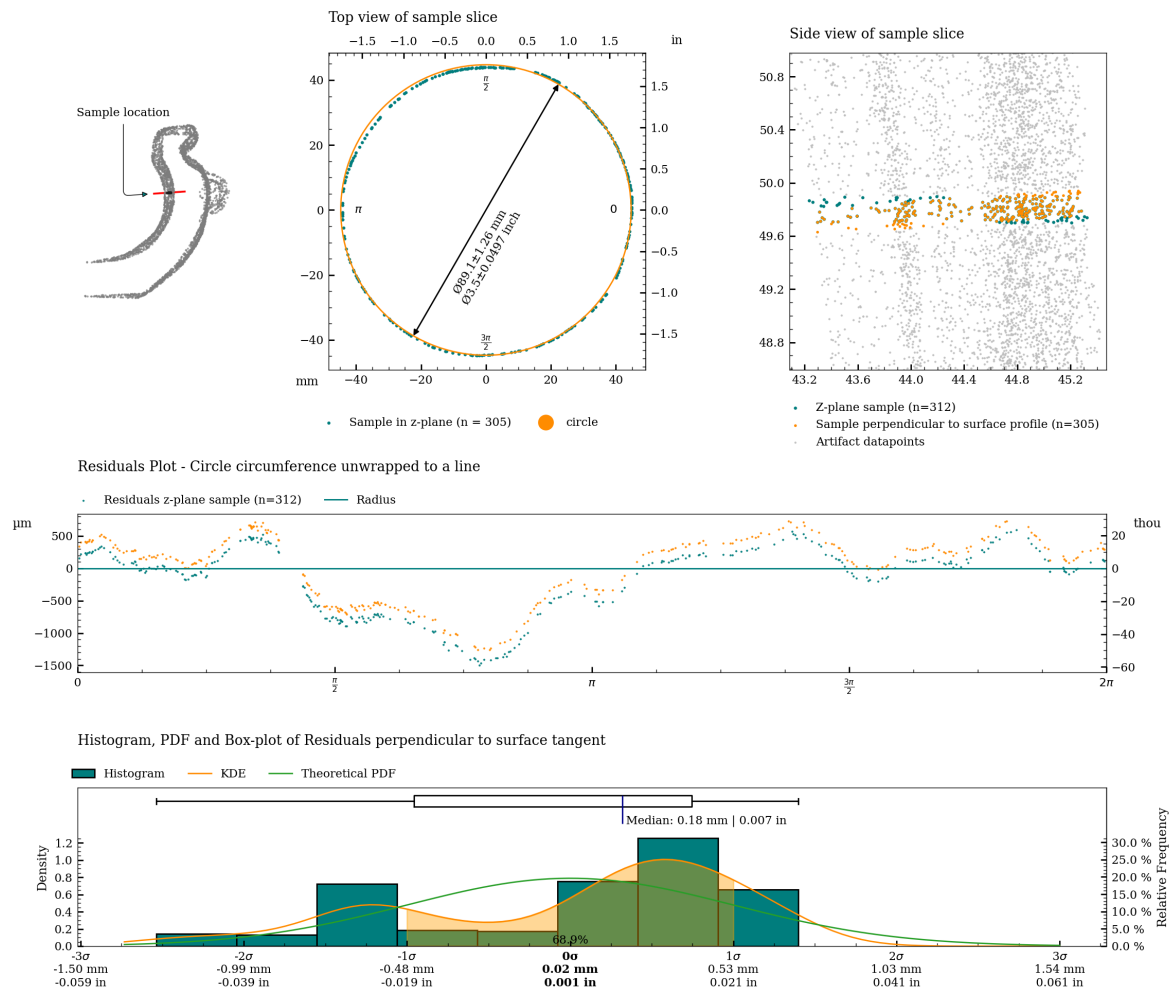 Top view of sample slice
−1.5 −1.0 −0.5 0.0 0.5 1.0 1.5 in
Sample location
40
20
0
−20
−40
mm
−40 −20 0 20 40
1.5
1.0
0.5
0.0
−0.5
−1.0
−1.5
π/2
π
0
3π/2
Ø89.1±1.26 mm
Ø3.5±0.0497 inch
Sample in z-plane (n = 305) circle
Side view of sample slice
50.8
50.4
50.0
49.6
49.2
48.8
43.2 43.6 44.0 44.4 44.8 45.2
Z-plane sample (n=312)
Sample perpendicular to surface profile (n=305)
Artifact datapoints
Residuals Plot - Circle circumference unwrapped to a line
Residuals z-plane sample (n=312) Radius
µm
500
0
−500
−1000
−1500
thou
20
0
−20
−40
−60
0 π/2 π 3π/2 2π
Histogram, PDF and Box-plot of Residuals perpendicular to surface tangent
Histogram KDE Theoretical PDF
Median: 0.18 mm | 0.007 in
Density
1.2
1.0
0.8
0.6
0.4
0.2
0.0
30.0 %
25.0 %
20.0 %
15.0 %
10.0 %
5.0 %
0.0 %
Relative Frequency
68.9%
-3σ -2σ -1σ 0σ 1σ 2σ 3σ
-1.50 mm -0.99 mm -0.48 mm 0.02 mm 0.53 mm 1.03 mm 1.54 mm
-0.059 in -0.039 in -0.019 in 0.001 in 0.021 in 0.041 in 0.061 in